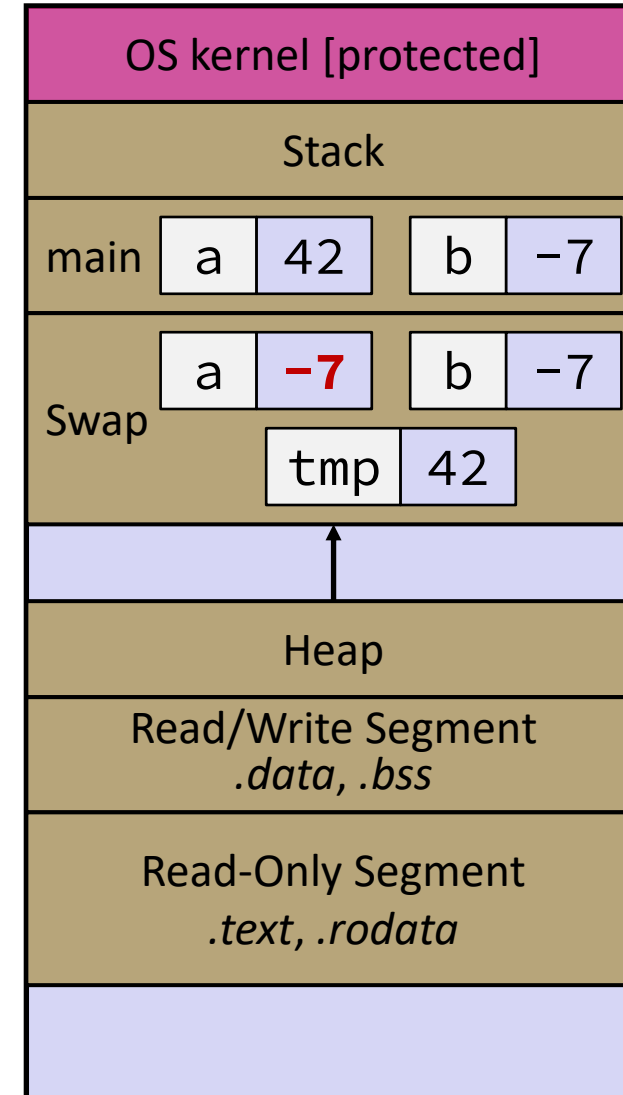 OS kernel [protected]
Stack
main a 42 b -7
a -7 b -7
Swap
tmp 42
Heap
Read/Write Segment
.data, .bss
Read-Only Segment
.text, .rodata